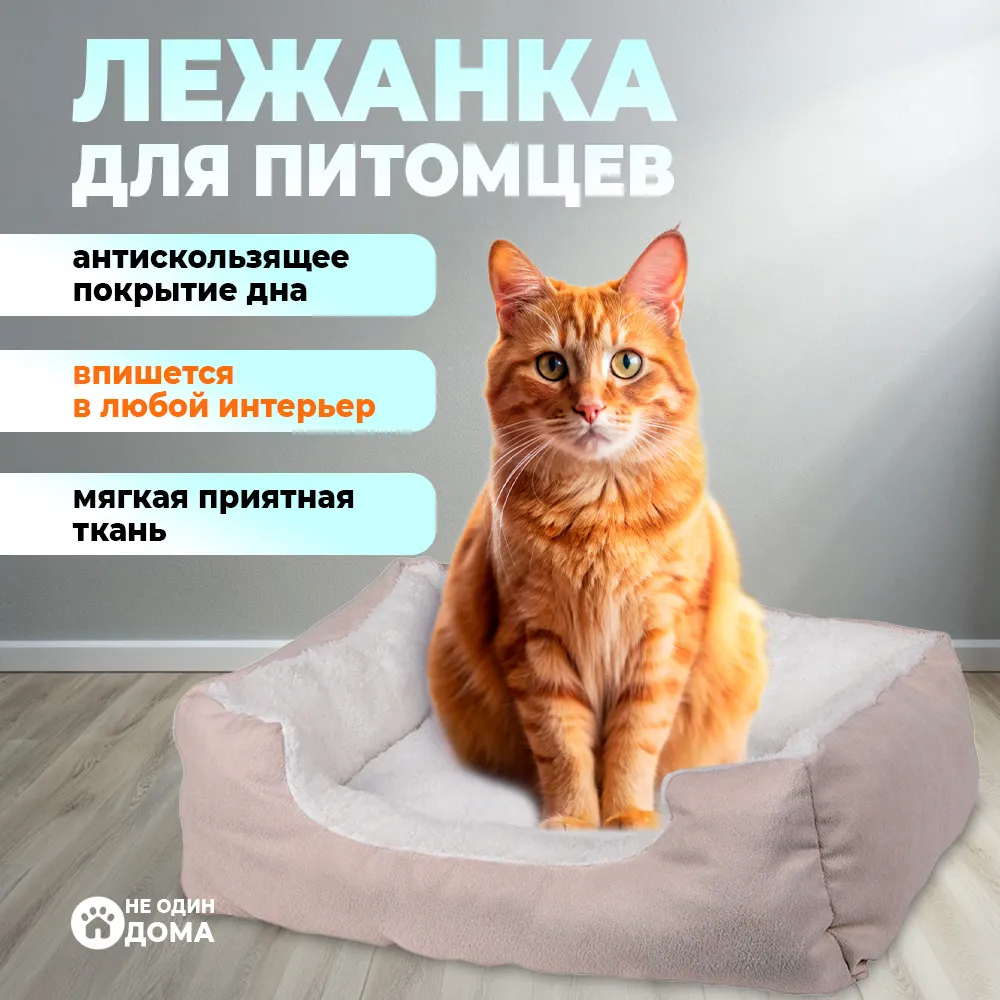 ЛЕЖАНКА
ДЛЯ ПИТОМЦЕВ
антискользящее
покрытие дна
впишется
в любой интерьер
мягкая приятная
ткань
НЕ ОДИН
ДОМА